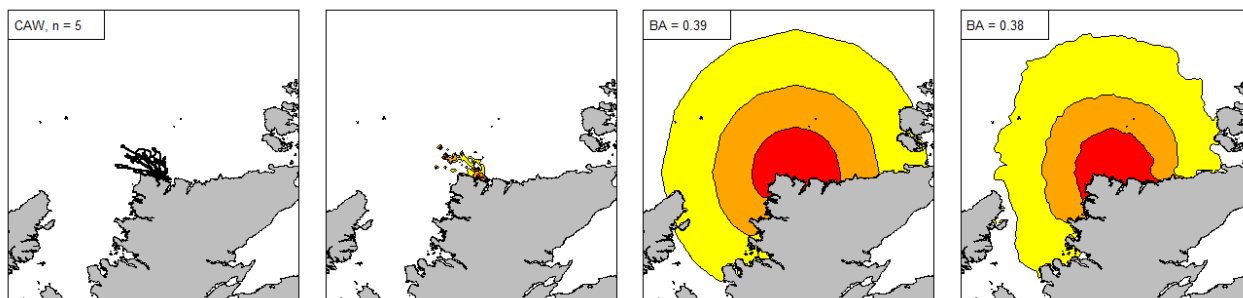 CAW, n = 5
BA = 0.39
BA = 0.38